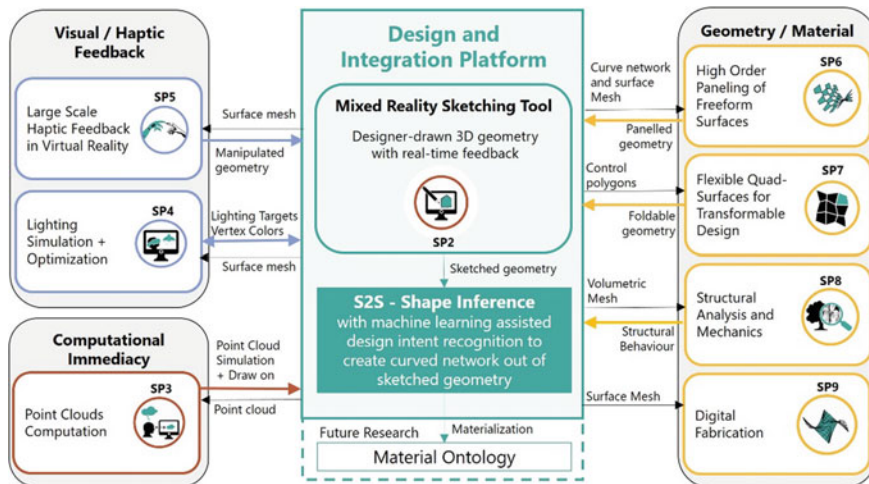 Visual / Haptic
Feedback
SP5
Large Scale
Haptic Feedback
in Virtual Reality
SP4
Lighting
Simulation +
Optimization
Computational
Immediacy
SP3
Point Clouds
Computation
Surface mesh
Manipulated
geometry
Lighting Targets
Vertex Colors
Surface mesh
Point Cloud
Simulation
+ Draw on
Point cloud
Design and
Integration Platform
Mixed Reality Sketching Tool
Designer-drawn 3D geometry
with real-time feedback
SP2
Sketched geometry
S2S - Shape Inference
with machine learning assisted
design intent recognition to
create curved network out of
sketched geometry
Future Research
Materialization
Material Ontology
Curve network
and surface
Mesh
Panelled
geometry
Control
polygons
Foldable
geometry
Volumetric
Mesh
Structural
Behaviour
Surface Mesh
Geometry / Material
SP6
High Order
Paneling of
Freeform
Surfaces
SP7
Flexible Quad-
Surfaces for
Transformable
Design
SP8
Structural
Analysis and
Mechanics
SP9
Digital
Fabrication